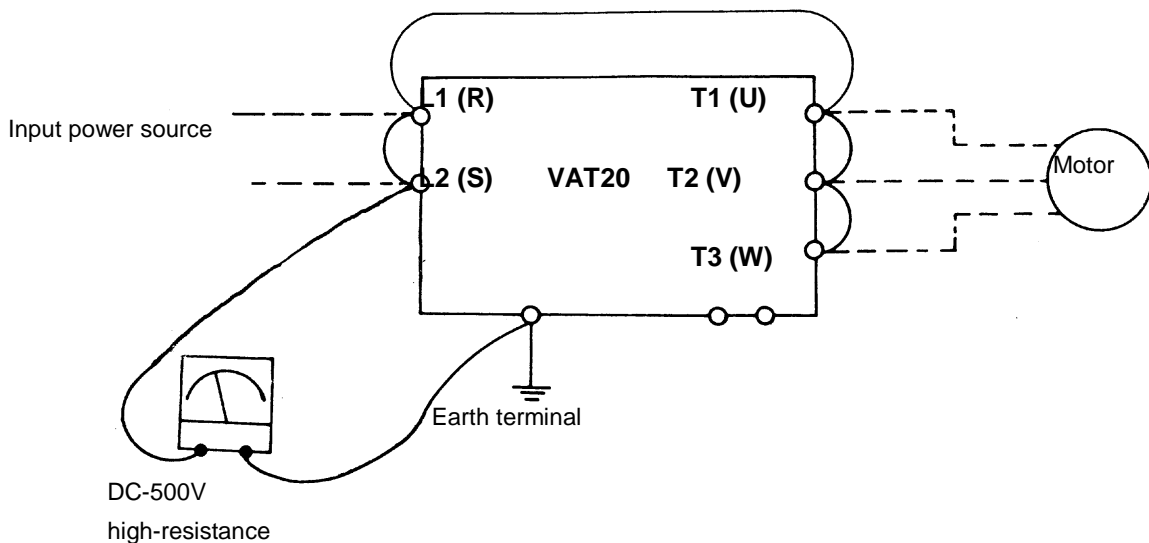 L1 (R)
T1 (U)
Input power source
L2 (S)
VAT20
T2 (V)
Motor
T3 (W)
Earth terminal
DC-500V
high-resistance